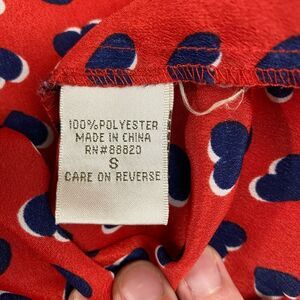 100%POLYESTER
MADE IN CHINA
RN#88820
S
CARE ON REVERSE